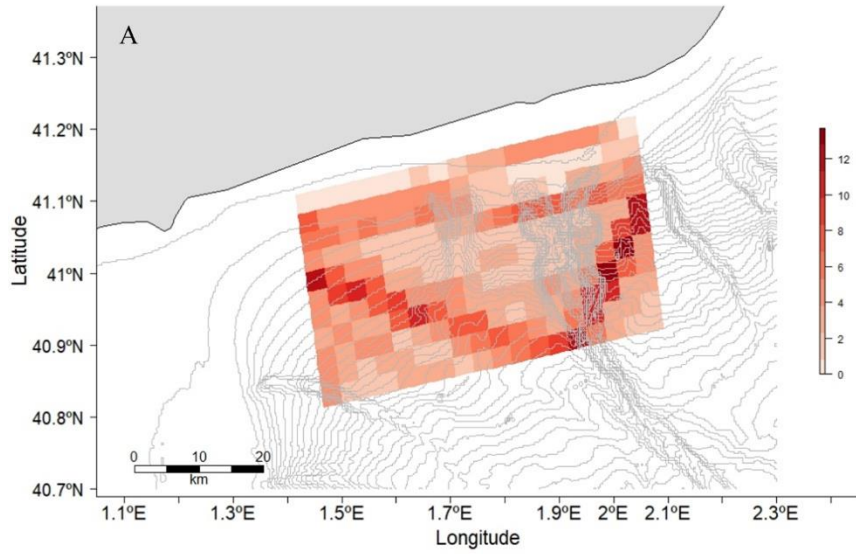 A
41.3ºN
41.2ºN
41.1ºN
41ºN
40.9ºN
40.8ºN
40.7ºN
Latitude
12
10
8
6
4
2
0
0 10 20
km
1.1ºE 1.3ºE 1.5ºE 1.7ºE 1.9ºE 2ºE 2.1ºE 2.3ºE
Longitude